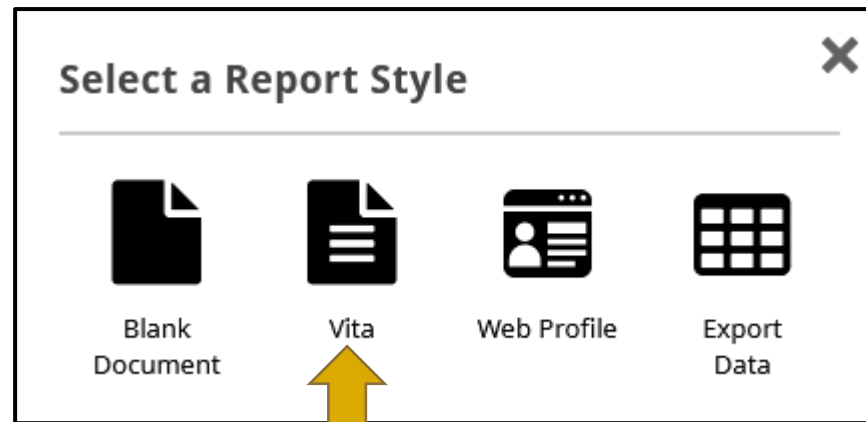 Select a Report Style
Blank
Document
Vita
Web Profile
Export
Data